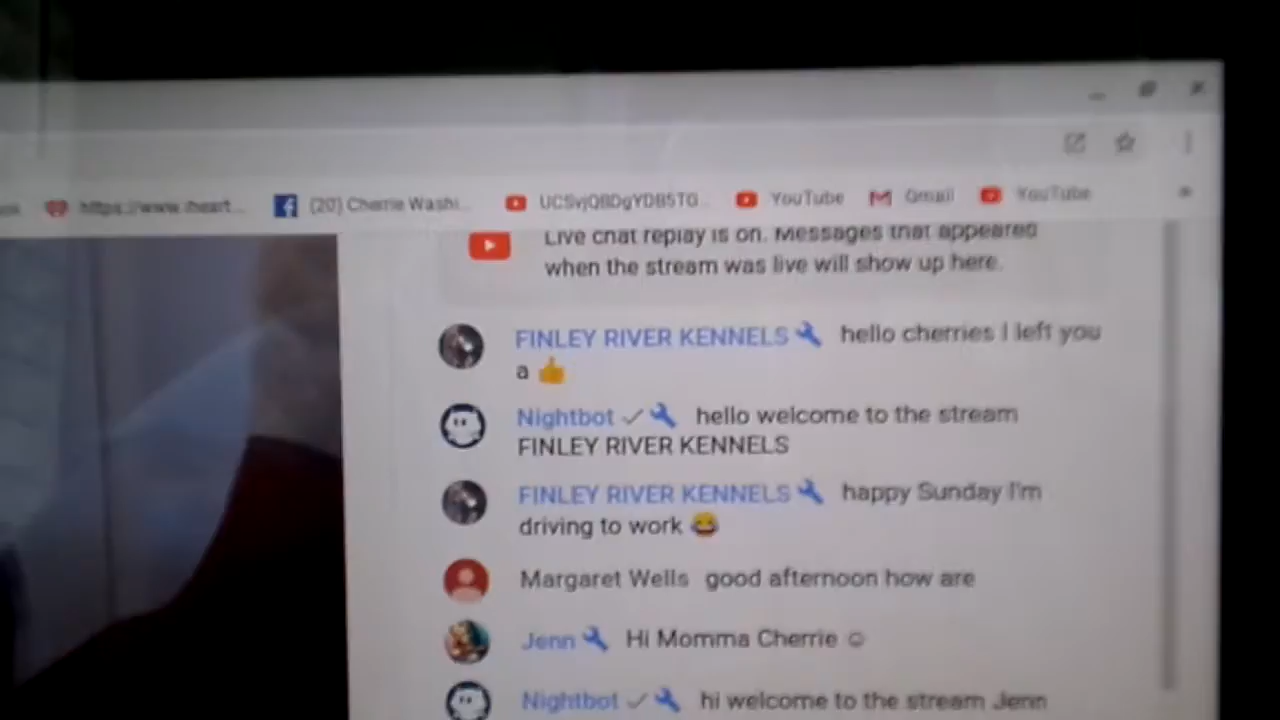 https://www.iheart... (20) Cherrie Washi... UCSvjQBDgYDB5TG... YouTube Gmail YouTube »
Live chat replay is on. Messages that appeared
when the stream was live will show up here.
FINLEY RIVER KENNELS hello cherries I left you
a 👍
Nightbot ✓ hello welcome to the stream
FINLEY RIVER KENNELS
FINLEY RIVER KENNELS happy Sunday I'm
driving to work 😂
Margaret Wells good afternoon how are
Jenn Hi Momma Cherrie ☺
Nightbot ✓ hi welcome to the stream Jenn